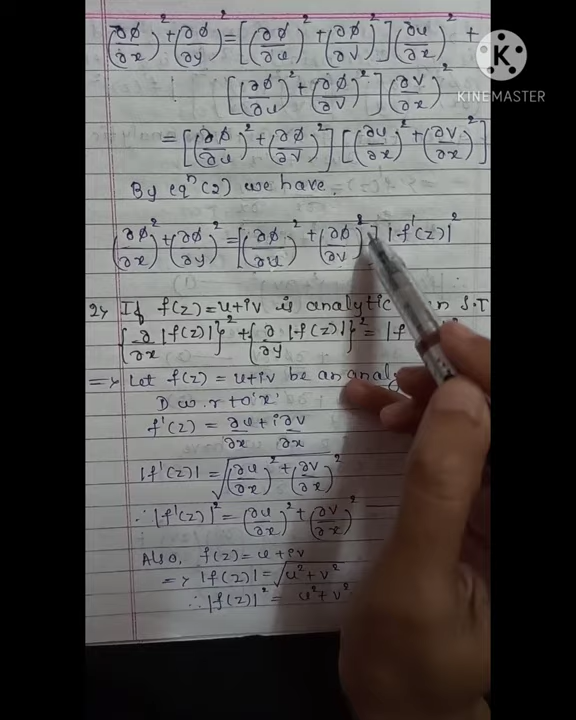 (∂ø/∂x)² + (∂ø/∂y)² = [(∂ø/∂u)² + (∂ø/∂v)²] (∂u/∂x)² +
[(∂ø/∂u)² + (∂ø/∂v)²] (∂v/∂x)²
K
KINEMASTER
= [(∂ø/∂u)² + (∂ø/∂v)²] [(∂u/∂x)² + (∂v/∂x)²]
By eqⁿ (2) we have.
(∂ø/∂x)² + (∂ø/∂y)² = [(∂ø/∂u)² + (∂ø/∂v)²] |f'(z)|²
2> If f(z) = u+iv is analytic S.T
{∂/∂x |f(z)|}² + {∂/∂y |f(z)|}² = |f ²
=> Let f(z) = u+iv be an analy
D w.r to 'x'
f'(z) = ∂u/∂x + i∂v/∂x
|f'(z)| = √(∂u/∂x)² + (∂v/∂x)²
∴ |f'(z)|² = (∂u/∂x)² + (∂v/∂x)²
Also, f(z) = u+iv
=> |f(z)| = √u² + v²
∴ |f(z)|² = u² + v²